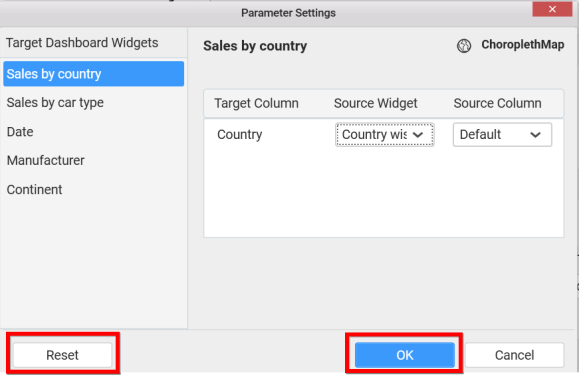 Parameter Settings
Target Dashboard Widgets
Sales by country
Sales by car type
Date
Manufacturer
Continent
Sales by country
ChoroplethMap
Target Column Source Widget Source Column
Country Country wis Default
Reset OK Cancel